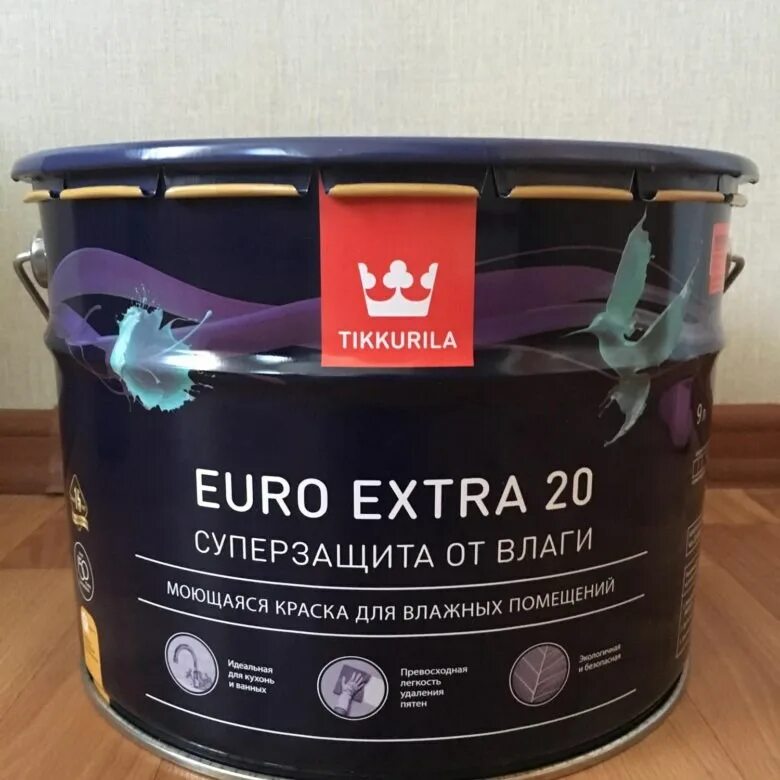 TIKKURILA
9 л
EURO EXTRA 20
СУПЕРЗАЩИТА ОТ ВЛАГИ
МОЮЩАЯСЯ КРАСКА ДЛЯ ВЛАЖНЫХ ПОМЕЩЕНИЙ
Идеальная
для кухонь
и ванных
Превосходная
легкость
удаления
пятен
Экологичная
и безопасная